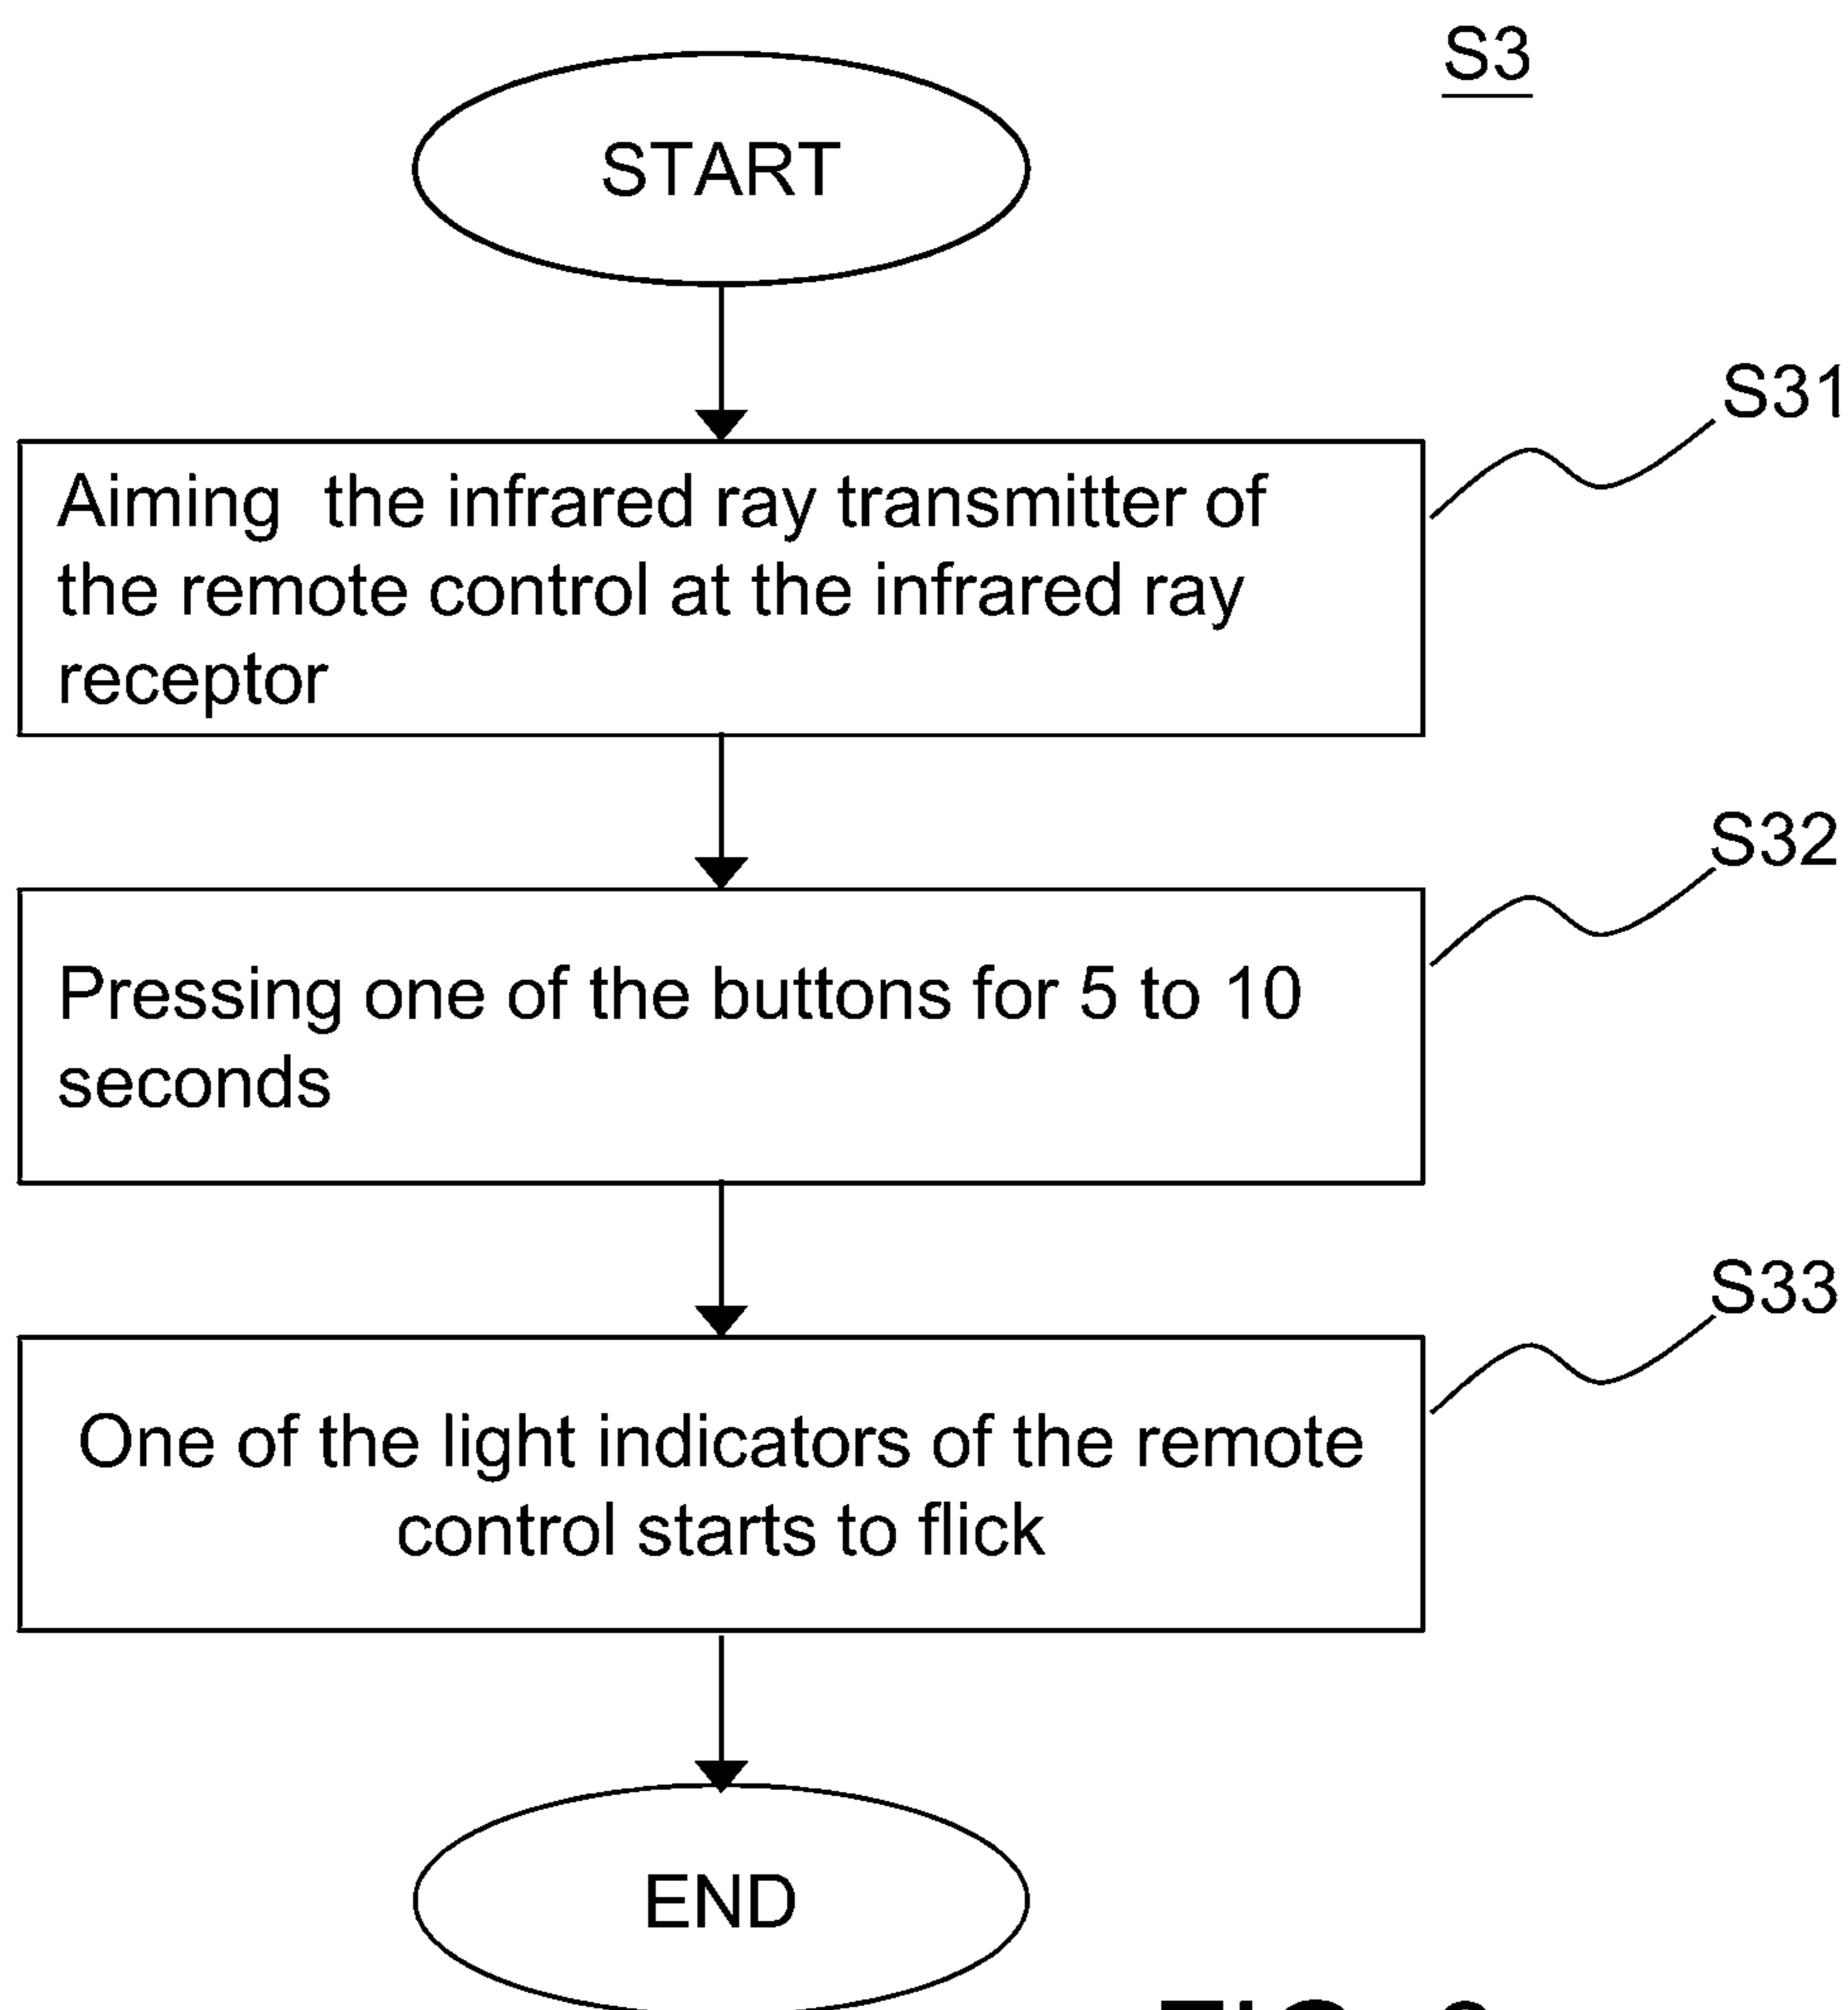 S3
START
S31
Aiming the infrared ray transmitter of
the remote control at the infrared ray
receptor
S32
Pressing one of the buttons for 5 to 10
seconds
S33
One of the light indicators of the remote
control starts to flick
END